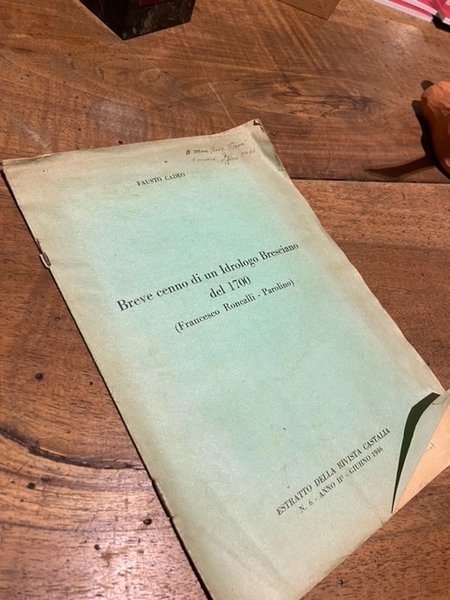 FAUSTO CADEO
Breve cenno di un Idrologo Bresciano
del 1700
(Francesco Roncalli - Parolino)
ESTRATTO DELLA RIVISTA CASTALIA
N. 6 - ANNO IIº - GIUGNO 1946